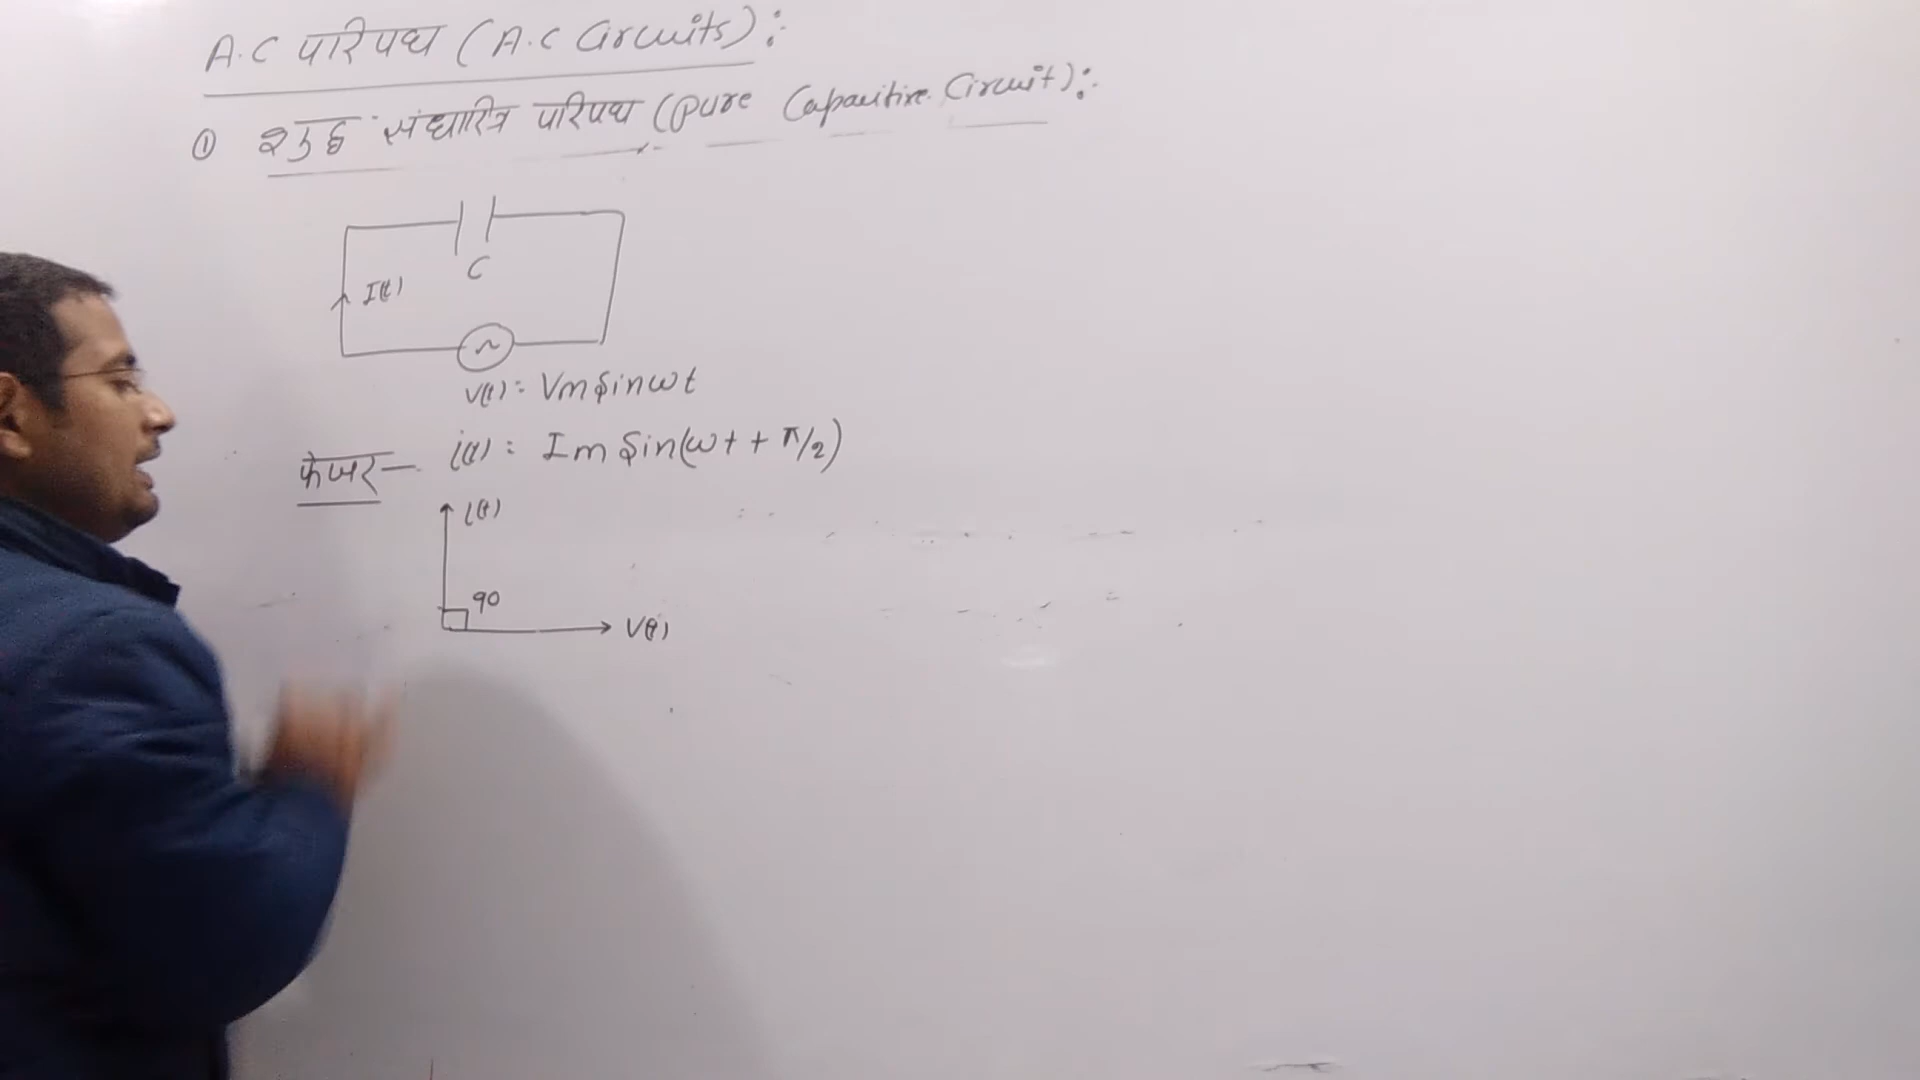 A.C परिपथ (A.C Circuits):
① शुद्ध संधारित्र परिपथ (pure Capacitive Circuit):
C
I(t)
~
V(t): Vm Sinωt
फेजर – i(t): Im Sin(ωt + π/2)
i(t)
90
V(t)